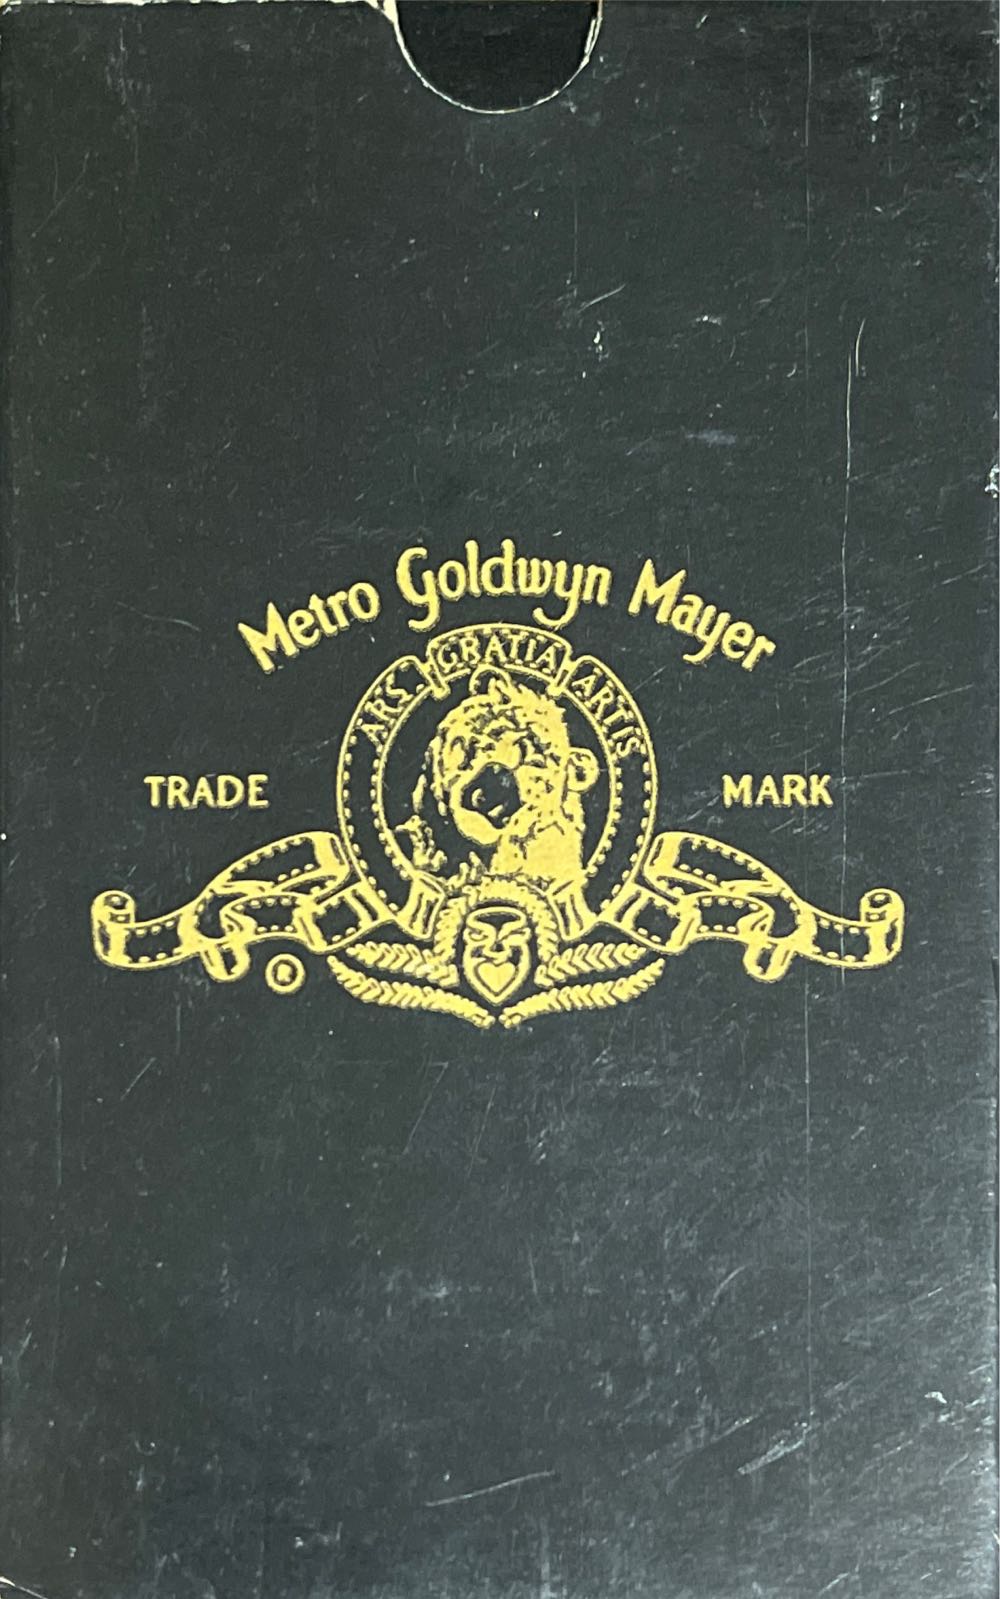 Metro Goldwyn Mayer
ARS GRATIA ARTIS
TRADE MARK
®